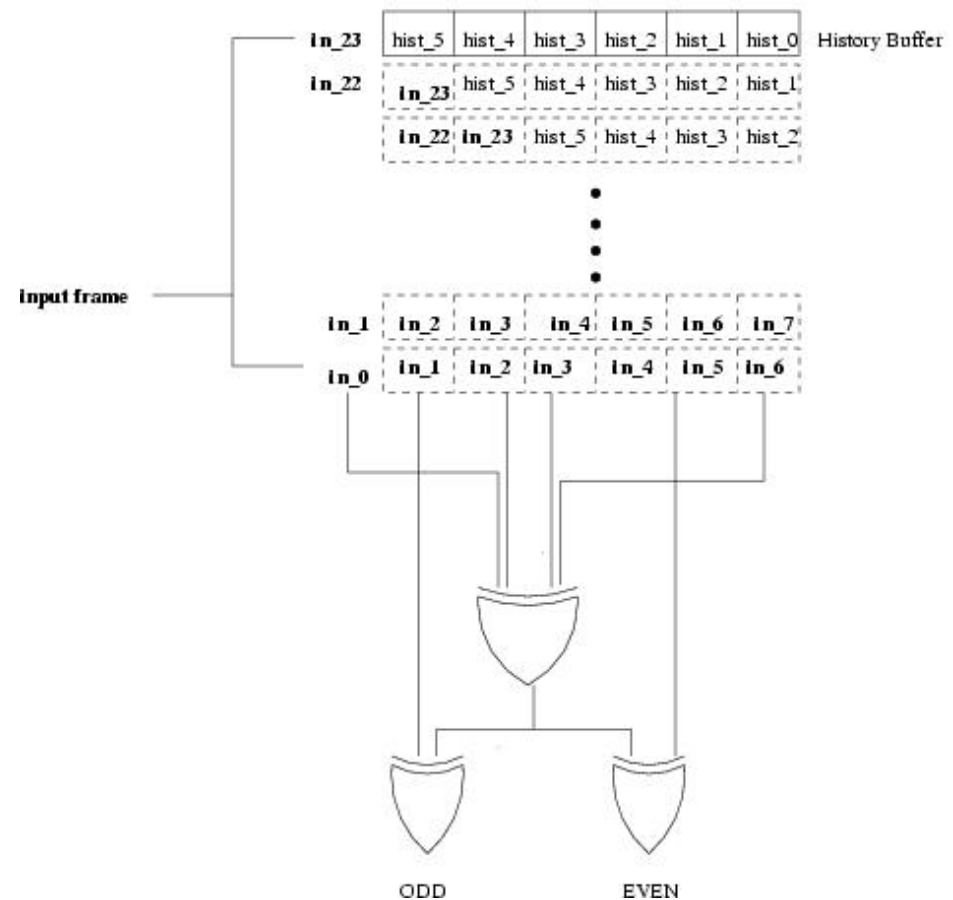 in_23 hist_5 hist_4 hist_3 hist_2 hist_1 hist_0 History Buffer
in_22 in_23 hist_5 hist_4 hist_3 hist_2 hist_1
in_22 in_23 hist_5 hist_4 hist_3 hist_2
input frame
in_1 in_2 in_3 in_4 in_5 in_6 in_7
in_0 in_1 in_2 in_3 in_4 in_5 in_6
ODD EVEN